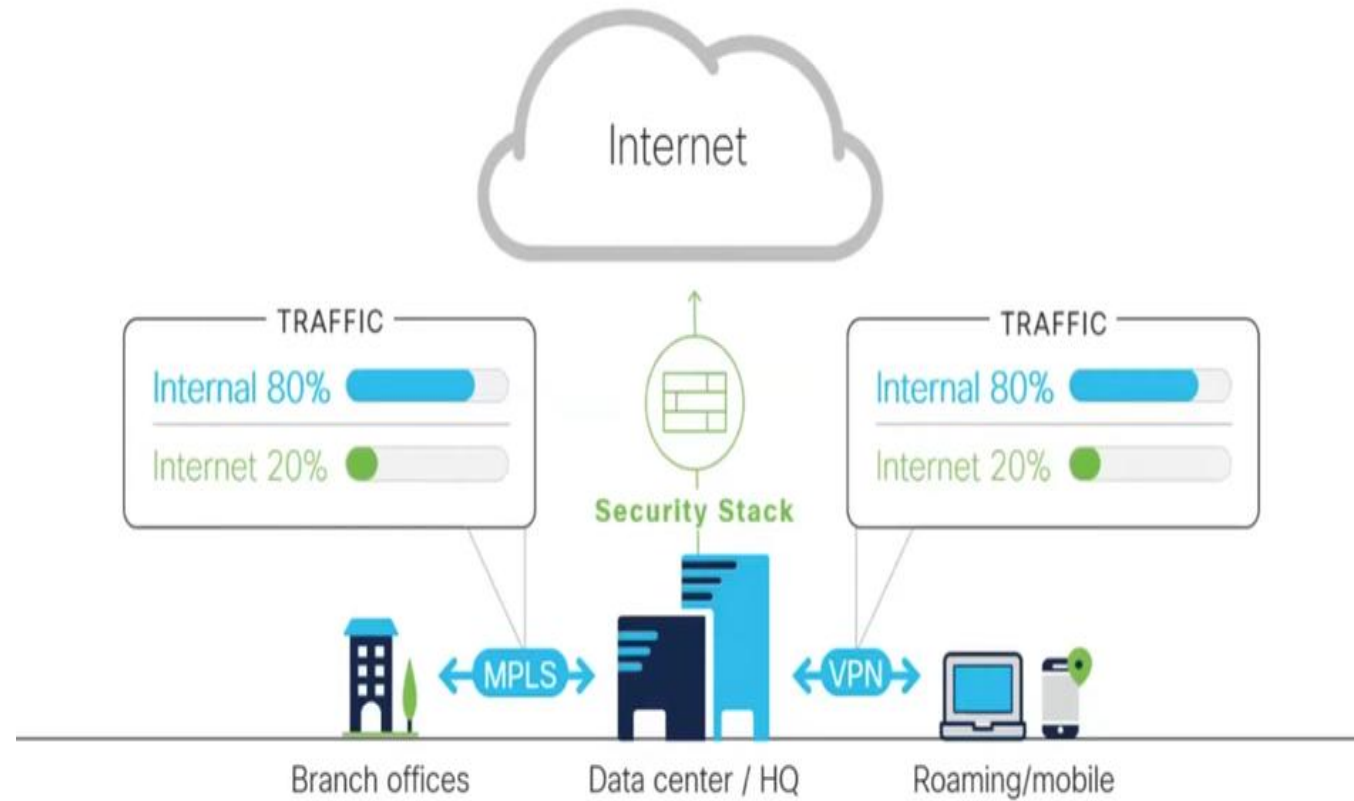 Internet
TRAFFIC
Internal 80%
Internet 20%
TRAFFIC
Internal 80%
Internet 20%
Security Stack
MPLS
VPN
Branch offices
Data center / HQ
Roaming/mobile